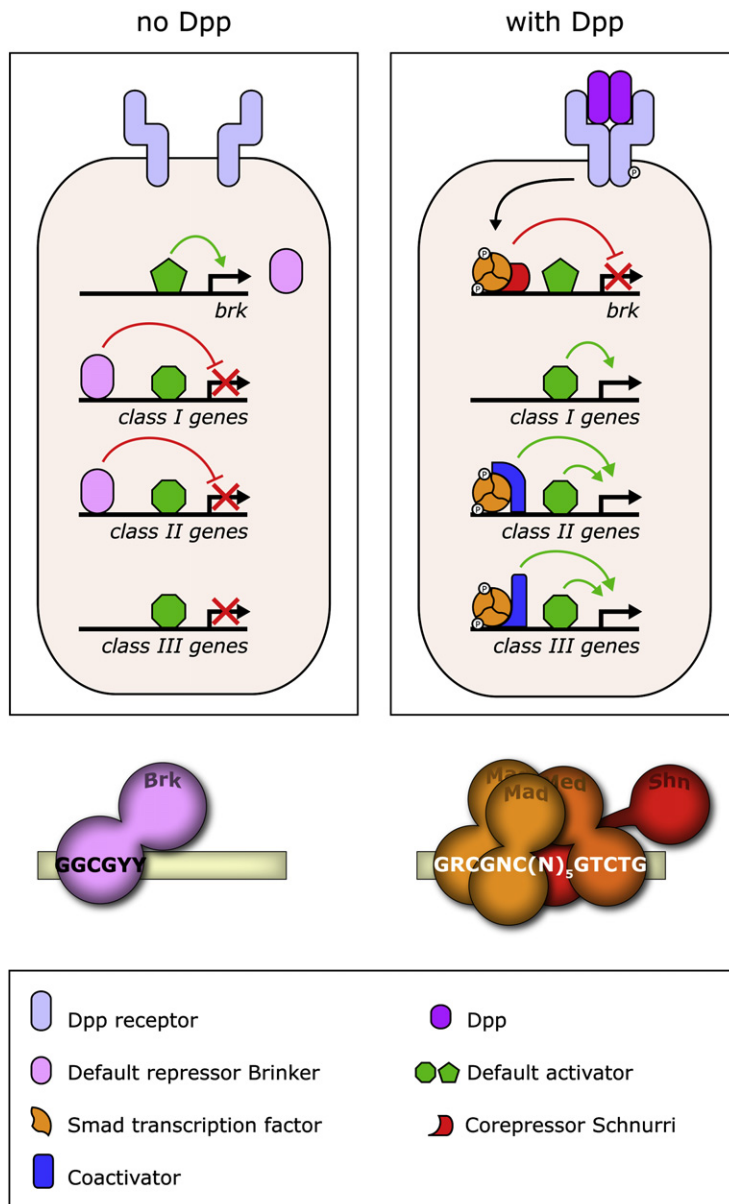 no Dpp
with Dpp
brk
class I genes
class II genes
class III genes
P
P
P
brk
class I genes
P
P
class II genes
P
P
class III genes
Brk
GGCGYY
Mad Med Shn
Mad
GRCGNC(N)₅GTCTG
Dpp receptor
Dpp
Default repressor Brinker
Default activator
Smad transcription factor
Corepressor Schnurri
Coactivator